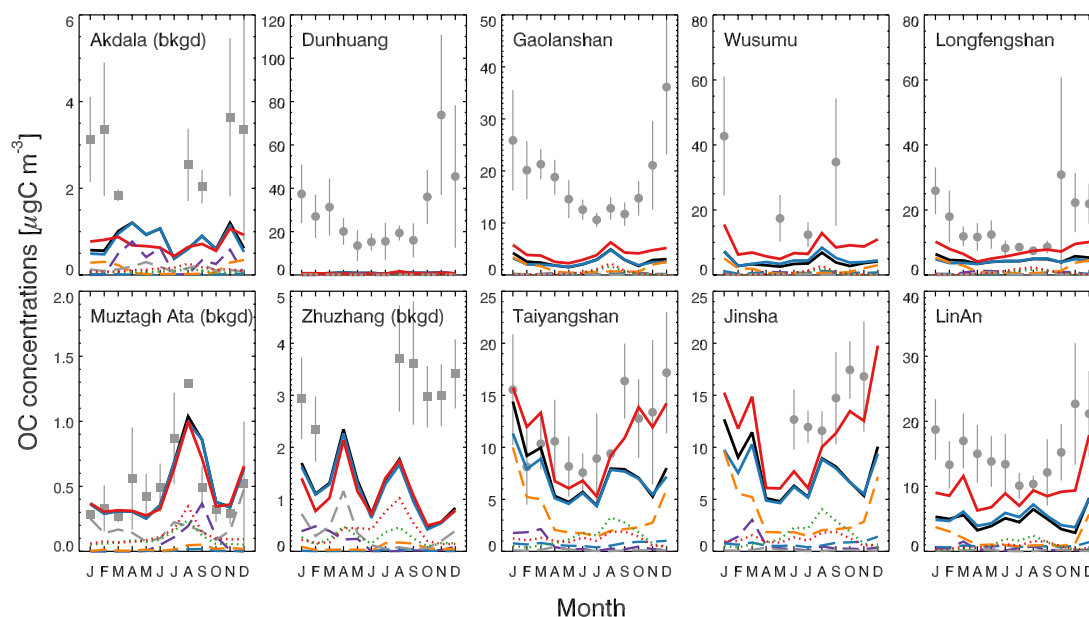 OC concentrations [μgC m⁻³]
Akdala (bkgd) Dunhuang Gaolanshan Wusumu Longfengshan
6 120 50 80 80
100 40
4 80 60 60
60 30 40 40
2 40 20
20 10 20 20
0 0 0 0 0
Muztagh Ata (bkgd) Zhuzhang (bkgd) Taiyangshan Jinsha LinAn
2.0 5 25 25 40
1.5 4 20 20 30
1.0 3 15 15 20
2 10 10
0.5 1 5 5 10
0.0 0 0 0 0
J F M A M J J A S O N D J F M A M J J A S O N D J F M A M J J A S O N D J F M A M J J A S O N D J F M A M J J A S O N D
Month